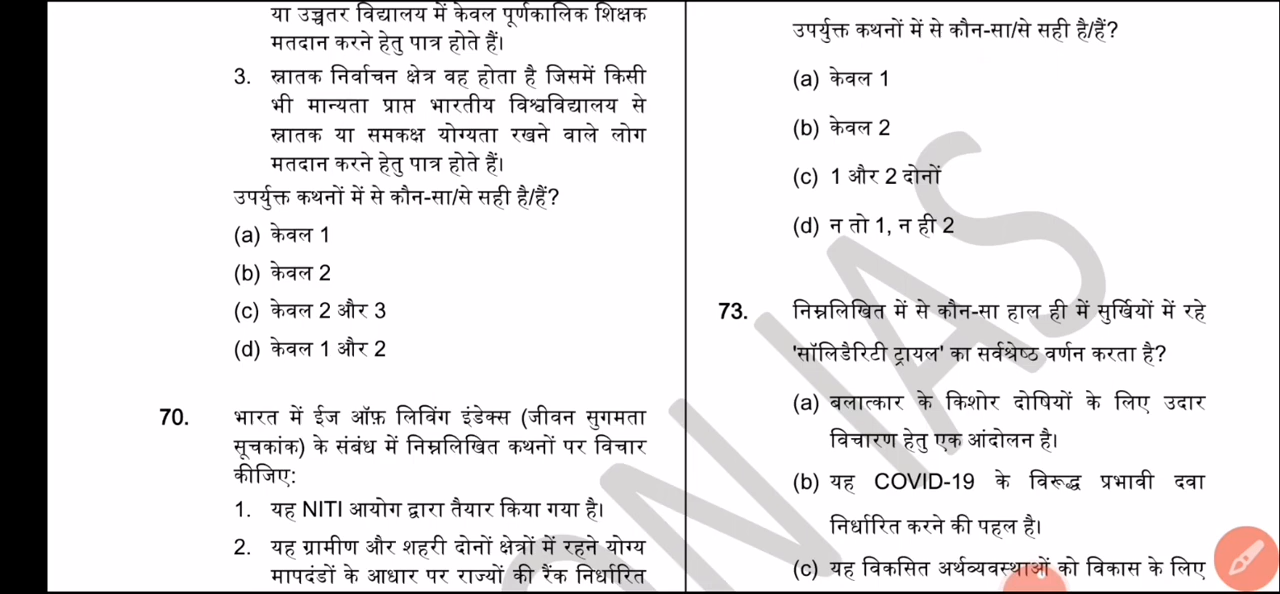 या उच्चतर विद्यालय में केवल पूर्णकालिक शिक्षक
मतदान करने हेतु पात्र होते हैं।
3. स्नातक निर्वाचन क्षेत्र वह होता है जिसमें किसी
भी मान्यता प्राप्त भारतीय विश्वविद्यालय से
स्नातक या समकक्ष योग्यता रखने वाले लोग
मतदान करने हेतु पात्र होते हैं।
उपर्युक्त कथनों में से कौन-सा/से सही है/हैं?
(a) केवल 1
(b) केवल 2
(c) केवल 2 और 3
(d) केवल 1 और 2
70. भारत में ईज ऑफ़ लिविंग इंडेक्स (जीवन सुगमता
सूचकांक) के संबंध में निम्नलिखित कथनों पर विचार
कीजिए:
1. यह NITI आयोग द्वारा तैयार किया गया है।
2. यह ग्रामीण और शहरी दोनों क्षेत्रों में रहने योग्य
मापदंडों के आधार पर राज्यों की रैंक निर्धारित
उपर्युक्त कथनों में से कौन-सा/से सही है/हैं?
(a) केवल 1
(b) केवल 2
(c) 1 और 2 दोनों
(d) न तो 1, न ही 2
73. निम्नलिखित में से कौन-सा हाल ही में सुर्खियों में रहे
'सॉलिडैरिटी ट्रायल' का सर्वश्रेष्ठ वर्णन करता है?
(a) बलात्कार के किशोर दोषियों के लिए उदार
विचारण हेतु एक आंदोलन है।
(b) यह COVID-19 के विरूद्ध प्रभावी दवा
निर्धारित करने की पहल है।
(c) यह विकसित अर्थव्यवस्थाओं को विकास के लिए
ON IAS